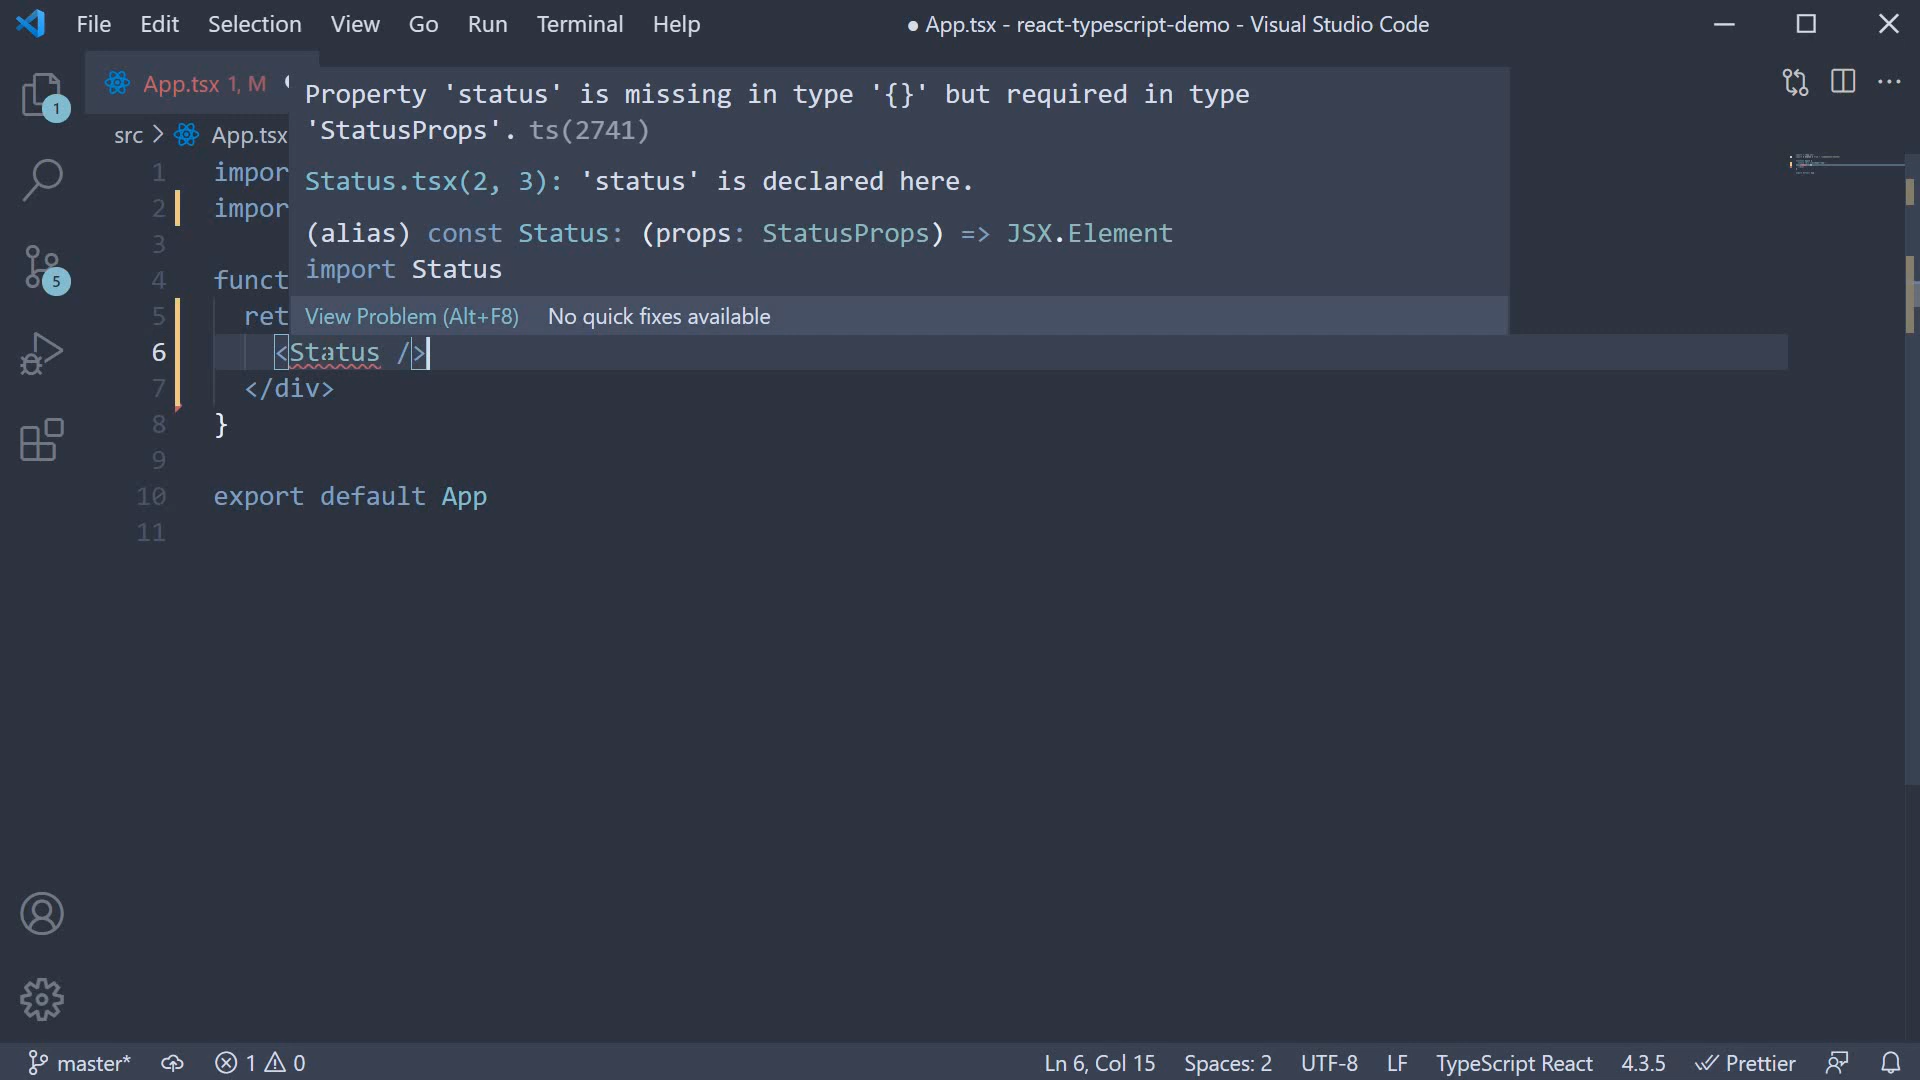 File Edit Selection View Go Run Terminal Help
● App.tsx - react-typescript-demo - Visual Studio Code
App.tsx 1, M
src > App.tsx
Property 'status' is missing in type '{}' but required in type
'StatusProps'. ts(2741)
Status.tsx(2, 3): 'status' is declared here.
(alias) const Status: (props: StatusProps) => JSX.Element
import Status
View Problem (Alt+F8) No quick fixes available
1 impor
2 impor
3
4 funct
5 ret
6 <Status />
7 </div>
8 }
9
10 export default App
11
1
5
master* 1 0 Ln 6, Col 15 Spaces: 2 UTF-8 LF TypeScript React 4.3.5 Prettier